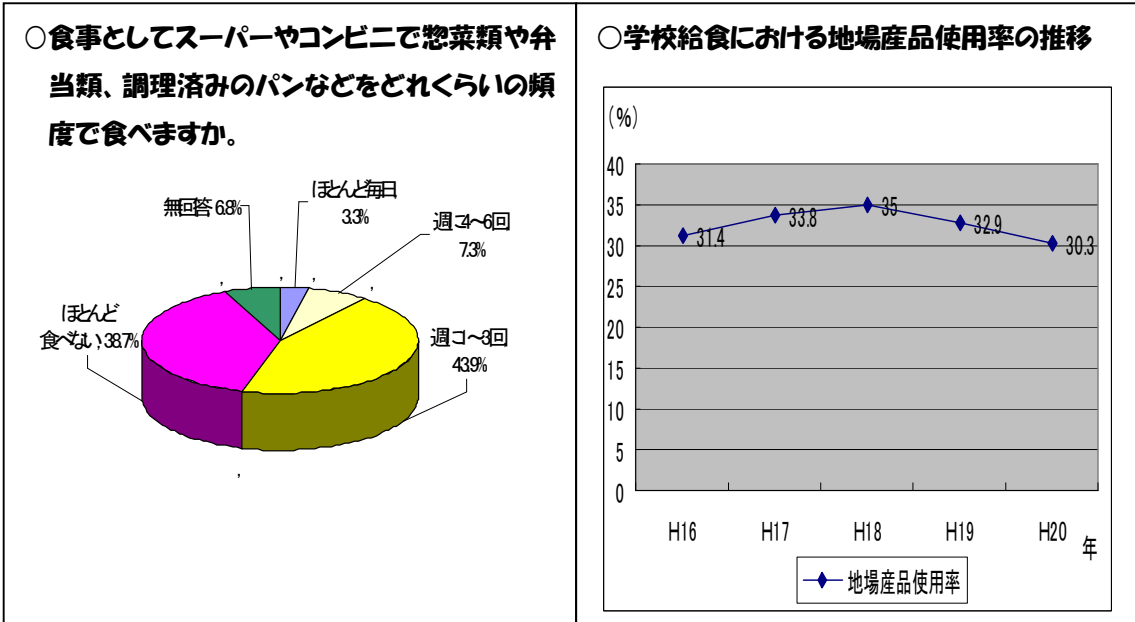 ○食事としてスーパーやコンビニで惣菜類や弁
当類、調理済みのパンなどをどれくらいの頻
度で食べますか。
ほとんど毎日
3.3%
週に4~6回
7.3%
週に1~3回
43.9%
ほとんど
食べない, 38.7%
無回答 6.8%
○学校給食における地場産品使用率の推移
(%)
40
35
30
25
20
15
10
5
0
31.4
33.8
35
32.9
30.3
H16
H17
H18
H19
H20
年
地場産品使用率